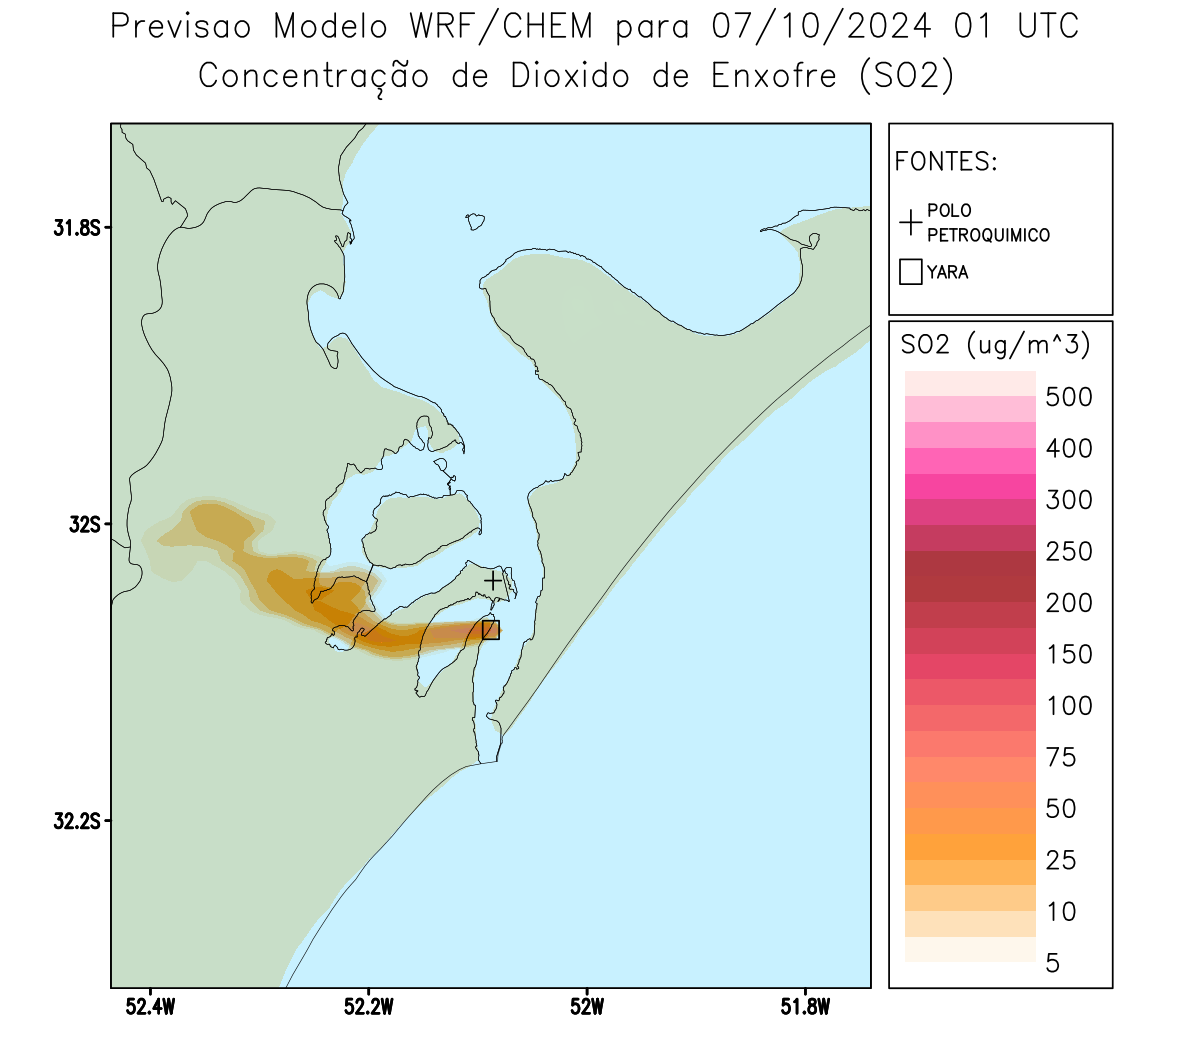 Previsao Modelo WRF/CHEM para 07/10/2024 01 UTC
Concentração de Dioxido de Enxofre (SO2)
FONTES:
POLO
PETROQUIMICO
YARA
31.8S
32S
32.2S
52.4W
52.2W
52W
51.8W
SO2 (ug/m^3)
500
400
300
250
200
150
100
75
50
25
10
5